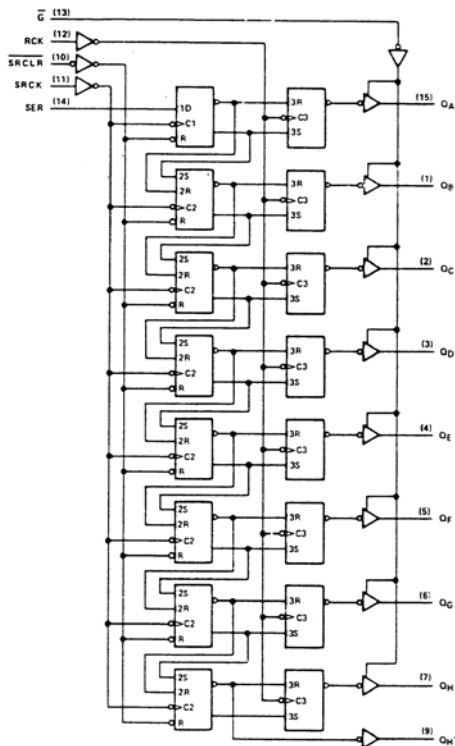 G (13)
RCK (12)
SRCLR (10)
SRCK (11)
SER (14)
1D 3R (15) QA
C1 C3
R 3S
2S 3R (1) QB
2R
C2 C3
R 3S
2S 3R (2) QC
2R
C2 C3
R 3S
2S 3R (3) QD
2R
C2 C3
R 3S
2S 3R (4) QE
2R
C2 C3
R 3S
2S 3R (5) QF
2R
C2 C3
R 3S
2S 3R (6) QG
2R
C2 C3
R 3S
2S 3R (7) QH
2R
C2 C3
R 3S
(9) QH'